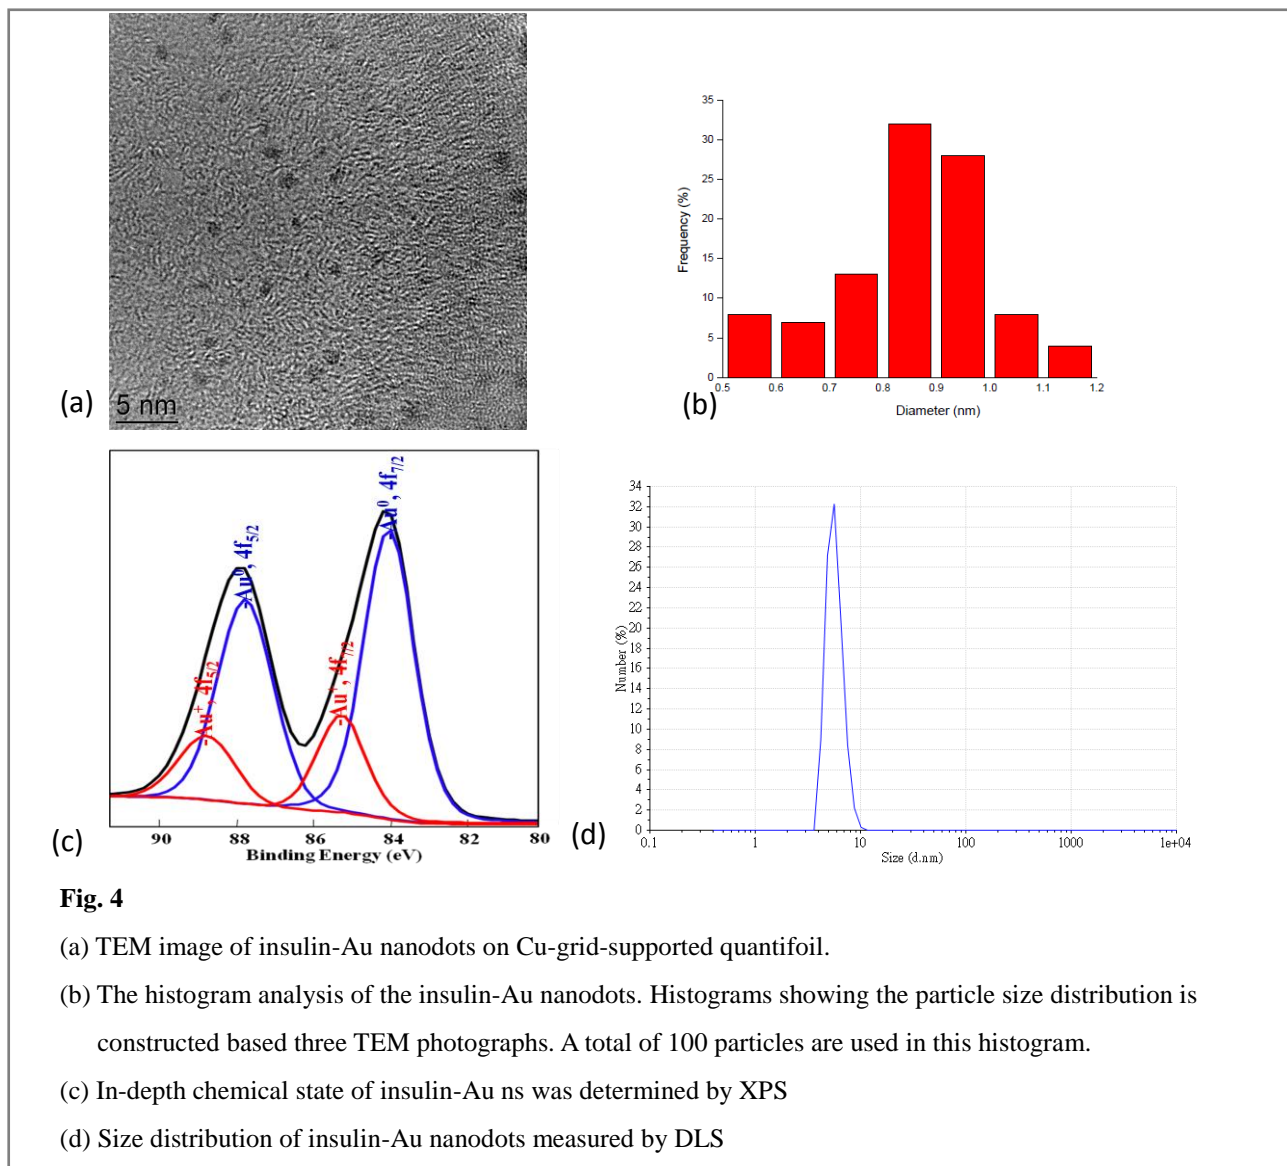 5 nm
(a)
35
30
25
20
15
10
5
0
Frequency (%)
0.5 0.6 0.7 0.8 0.9 1.0 1.1 1.2
Diameter (nm)
(b)
-Au⁺, 4f5/2
-Au⁰, 4f5/2
-Au⁺, 4f7/2
-Au⁰, 4f7/2
90 88 86 84 82 80
Binding Energy (eV)
(c)
34
32
30
28
26
24
22
20
18
16
14
12
10
8
6
4
2
0
Number (%)
0.1 1 10 100 1000 1e+04
Size (d.nm)
(d)
Fig. 4
(a) TEM image of insulin-Au nanodots on Cu-grid-supported quantifoil.
(b) The histogram analysis of the insulin-Au nanodots. Histograms showing the particle size distribution is
constructed based three TEM photographs. A total of 100 particles are used in this histogram.
(c) In-depth chemical state of insulin-Au ns was determined by XPS
(d) Size distribution of insulin-Au nanodots measured by DLS